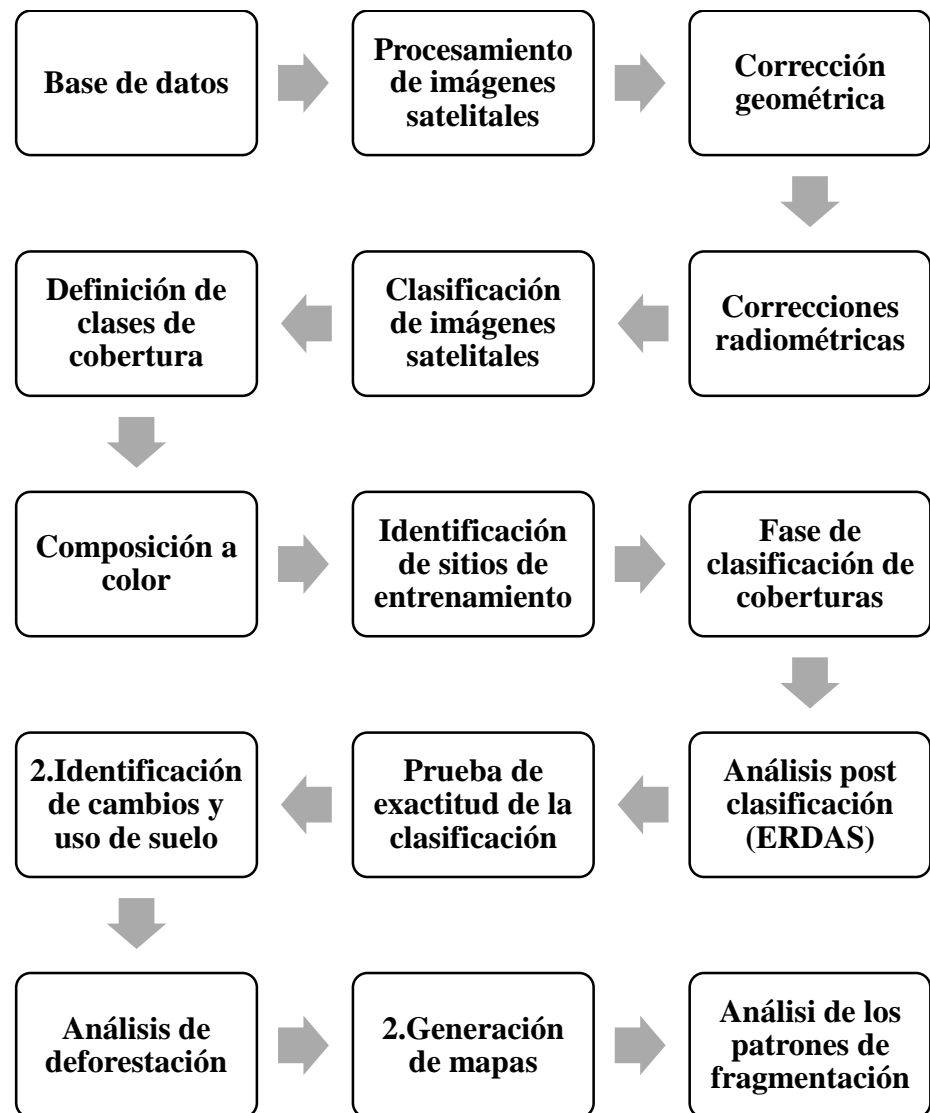 Base de datos
Procesamiento
de imágenes
satelitales
Corrección
geométrica
Correcciones
radiométricas
Clasificación
de imágenes
satelitales
Definición de
clases de
cobertura
Composición a
color
Identificación
de sitios de
entrenamiento
Fase de
clasificación de
coberturas
Análisis post
clasificación
(ERDAS)
Prueba de
exactitud de la
clasificación
2.Identificación
de cambios y
uso de suelo
Análisis de
deforestación
2.Generación
de mapas
Análisi de los
patrones de
fragmentación